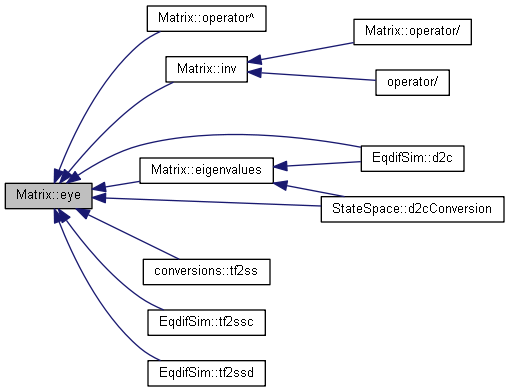 Matrix::operator^
Matrix::operator/
Matrix::inv
operator/
EqdifSim::d2c
Matrix::eigenvalues
Matrix::eye
StateSpace::d2cConversion
conversions::tf2ss
EqdifSim::tf2ssc
EqdifSim::tf2ssd